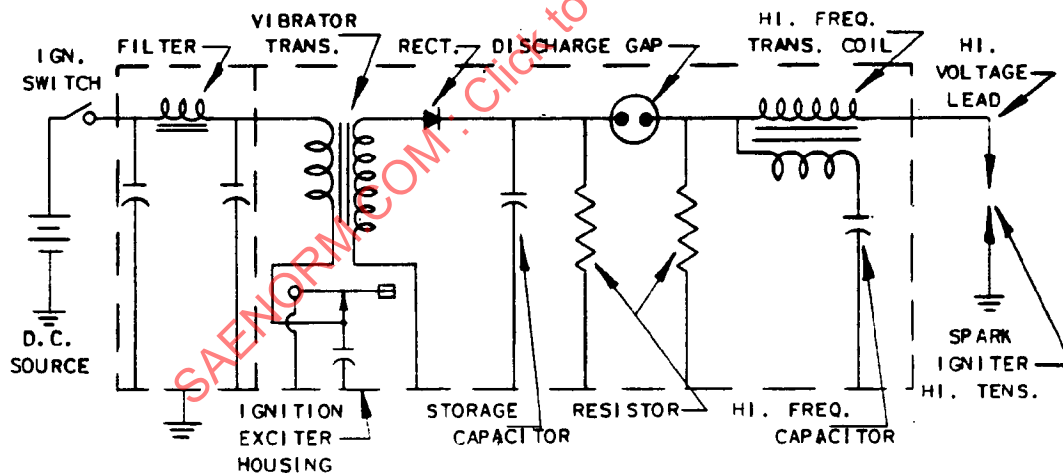 IGN.
SWITCH
FILTER
VIBRATOR
TRANS.
RECT.
DISCHARGE GAP
HI. FREQ.
TRANS. COIL
HI.
VOLTAGE
LEAD
D.C.
SOURCE
IGNITION
EXCITER
HOUSING
STORAGE
CAPACITOR
RESISTOR
HI. FREQ.
CAPACITOR
SPARK
IGNITER
HI. TENS.
SAENORM.COM : Click to